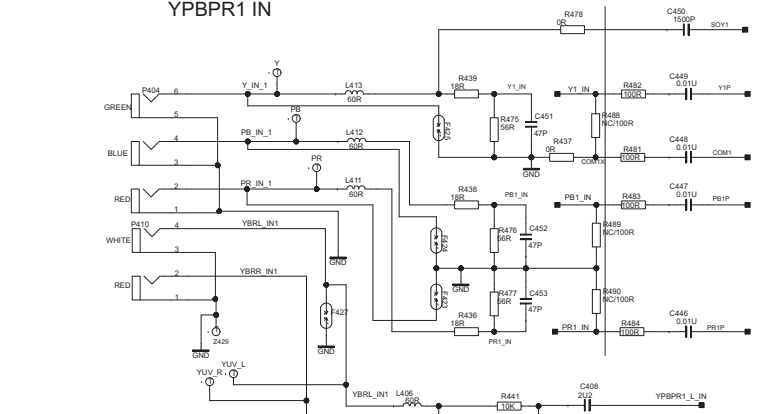 YPBPR1 IN
R478
0R
C450
1500P
SOY1
Y
P404
6
Y_IN_1
L413
60R
R439
18R
Y1_IN
Y1_IN
R482
100R
C449
0.01U
Y1P
GREEN
5
PB
F425
R475
56R
C451
47P
R488
NC/100R
4
PB_IN_1
L412
60R
R437
0R
COM1X
R481
100R
C448
0.01U
COM1
BLUE
3
PR
GND
2
PR_IN_1
L411
60R
R438
18R
PB1_IN
PB1_IN
R483
100R
C447
0.01U
PB1P
RED
1
P410
4
YBRL_IN1
F424
R476
56R
C452
47P
R489
NC/100R
WHITE
3
GND
GND
2
YBRR_IN1
F423
R477
56R
C453
47P
R490
NC/100R
RED
1
F427
R436
18R
PR1_IN
PR1_IN
R484
100R
C446
0.01U
PR1P
Z429
GND
GND
YUV_R
YUV_L
YBRL_IN1
L406
60R
R441
10K
C408
2U2
YPBPR1_L_IN